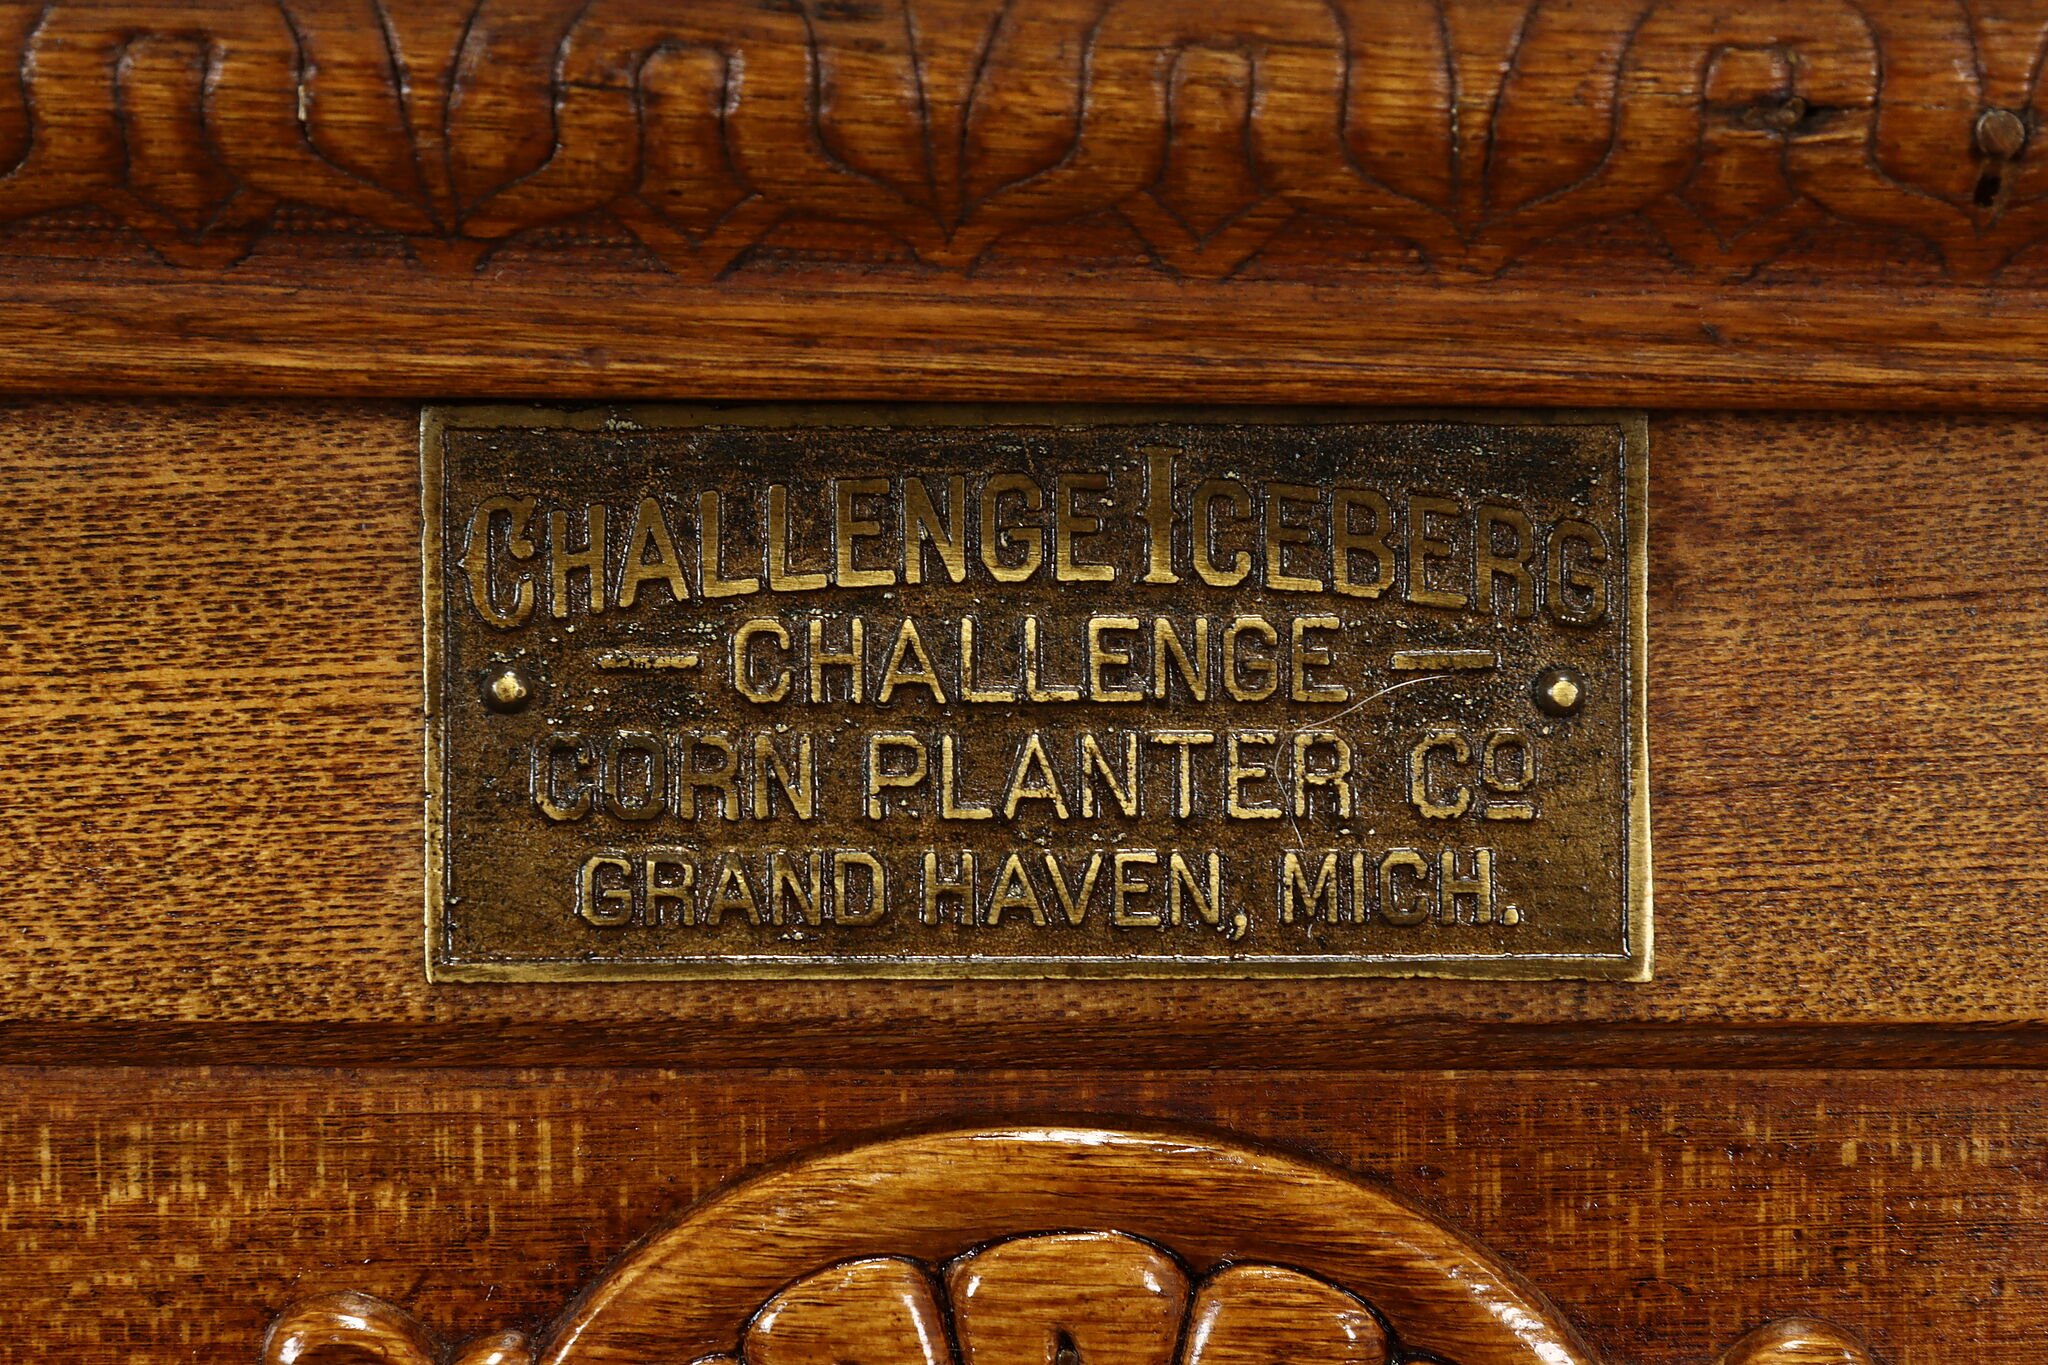 CHALLENGE ICEBERG
— CHALLENGE —
CORN PLANTER Co
GRAND HAVEN, MICH.